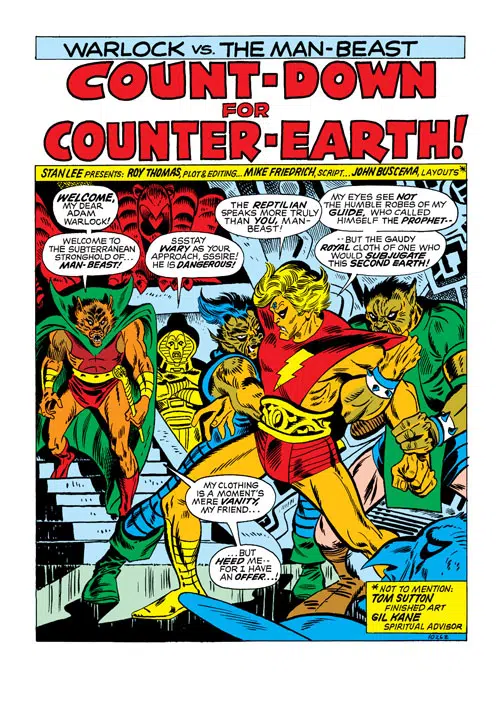 WARLOCK VS. THE MAN-BEAST
COUNT-DOWN
FOR
COUNTER-EARTH!
STAN LEE PRESENTS: ROY THOMAS, PLOT & EDITING... MIKE FRIEDRICH, SCRIPT... JOHN BUSCEMA, LAYOUTS*
WELCOME,
MY DEAR
ADAM
WARLOCK!
WELCOME TO
THE SUBTERRANEAN
STRONGHOLD OF...
MAN-BEAST!
SSSTAY
WARY AS YOUR
APPROACH, SSSIRE!
HE IS DANGEROUS!
THE REPTILIAN
SPEAKS MORE TRULY
THAN YOU, MAN-
BEAST!
MY EYES SEE NOT
THE HUMBLE ROBES OF MY
GUIDE, WHO CALLED
HIMSELF THE PROPHET--
--BUT THE GAUDY
ROYAL CLOTH OF ONE WHO
WOULD SUBJUGATE
THIS SECOND EARTH!
MY CLOTHING
IS A MOMENT'S
MERE VANITY,
MY FRIEND...
...BUT
HEED ME--
FOR I HAVE
AN OFFER...!
*NOT TO MENTION:
TOM SUTTON
FINISHED ART
GIL KANE
SPIRITUAL ADVISOR